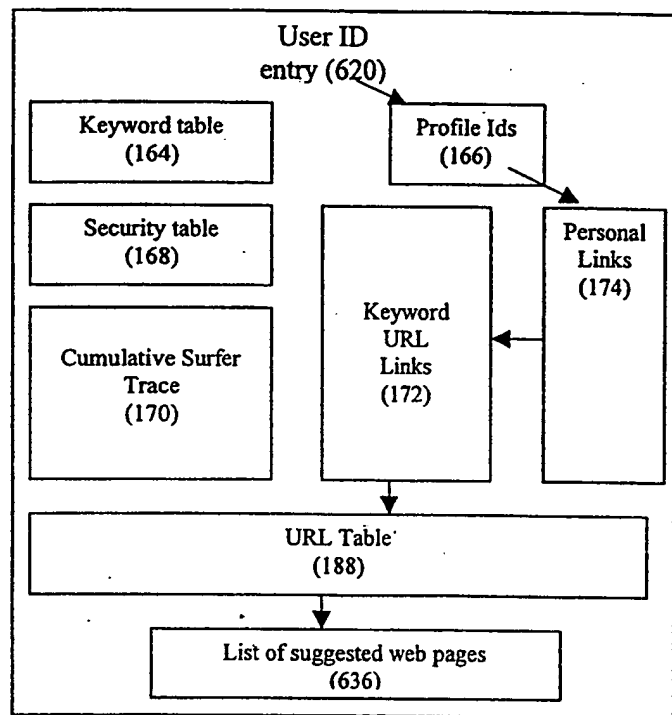 User ID
entry (620)
Keyword table
(164)
Profile Ids
(166)
Security table
(168)
Personal
Links
(174)
Keyword
URL
Links
(172)
Cumulative Surfer
Trace
(170)
URL Table
(188)
List of suggested web pages
(636)